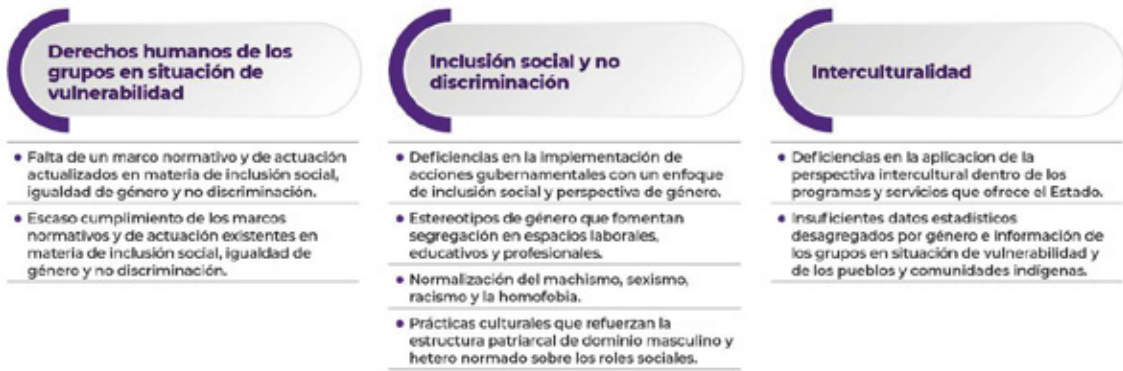 Derechos humanos de los
grupos en situación de
vulnerabilidad
• Falta de un marco normativo y de actuación
actualizados en materia de inclusión social,
igualdad de género y no discriminación.
• Escaso cumplimiento de los marcos
normativos y de actuación existentes en
materia de inclusión social, igualdad de
género y no discriminación.
Inclusión social y no
discriminación
• Deficiencias en la implementación de
acciones gubernamentales con un enfoque
de inclusión social y perspectiva de género.
• Estereotipos de género que fomentan
segregación en espacios laborales,
educativos y profesionales.
• Normalización del machismo, sexismo,
racismo y la homofobia.
• Prácticas culturales que refuerzan la
estructura patriarcal de dominio masculino y
hetero normado sobre los roles sociales.
Interculturalidad
• Deficiencias en la aplicacion de la
perspectiva intercultural dentro de los
programas y servicios que ofrece el Estado.
• Insuficientes datos estadísticos
desagregados por género e información de
los grupos en situación de vulnerabilidad y
de los pueblos y comunidades indígenas.